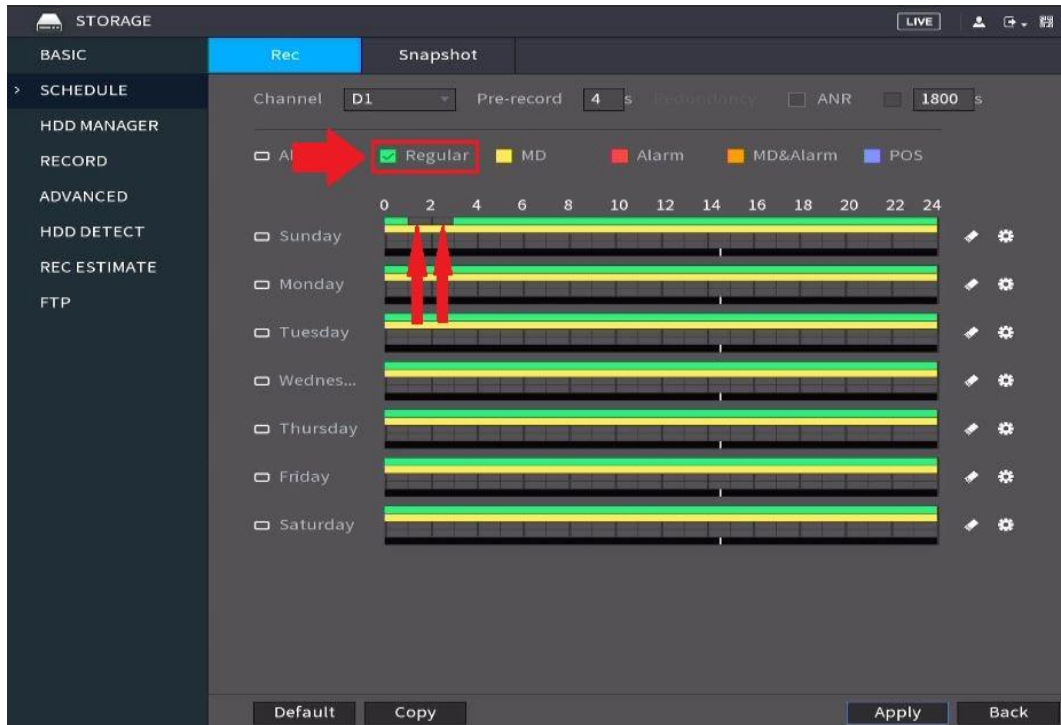 STORAGE
LIVE
BASIC
SCHEDULE
HDD MANAGER
RECORD
ADVANCED
HDD DETECT
REC ESTIMATE
FTP
Rec Snapshot
Channel D1 Pre-record 4 s Redundancy ANR 1800 s
Regular MD Alarm MD&Alarm POS
0 2 4 6 8 10 12 14 16 18 20 22 24
Sunday
Monday
Tuesday
Wednes...
Thursday
Friday
Saturday
Default Copy Apply Back